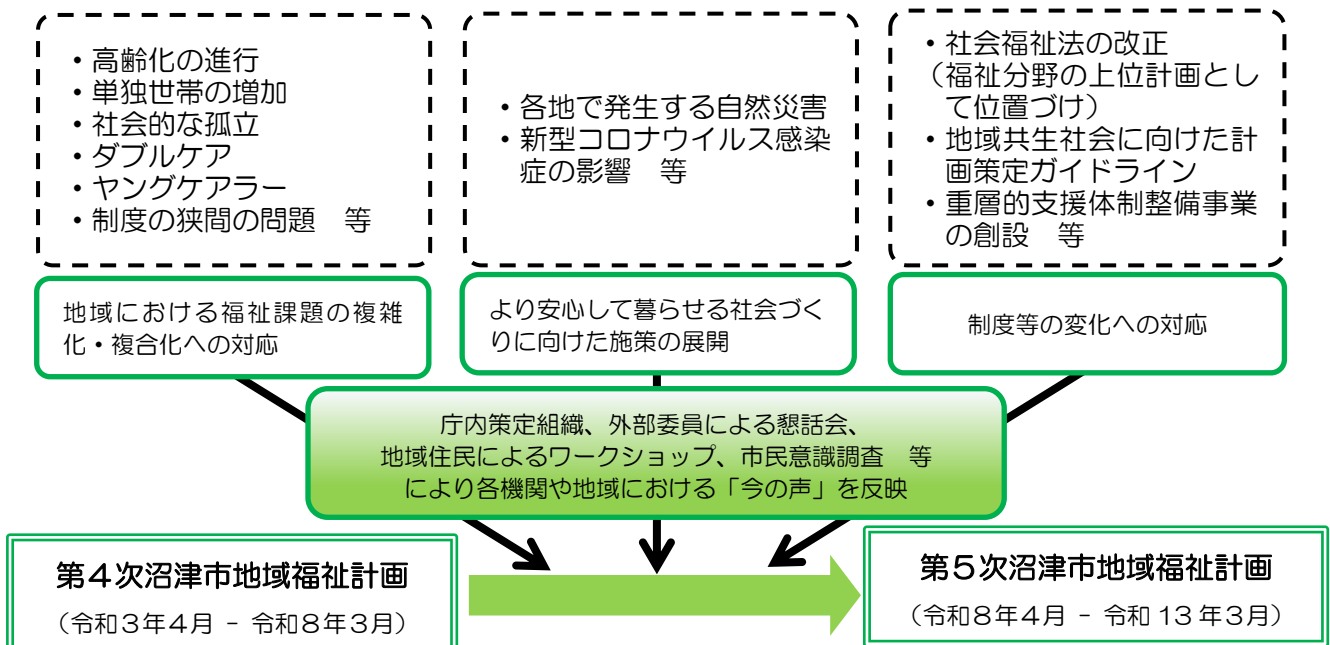 ・高齢化の進行
・単独世帯の増加
・社会的な孤立
・ダブルケア
・ヤングケアラー
・制度の狭間の問題　等
・各地で発生する自然災害
・新型コロナウイルス感染
症の影響　等
・社会福祉法の改正
（福祉分野の上位計画とし
て位置づけ）
・地域共生社会に向けた計
画策定ガイドライン
・重層的支援体制整備事業
の創設　等
地域における福祉課題の複雑
化・複合化への対応
より安心して暮らせる社会づく
りに向けた施策の展開
制度等の変化への対応
庁内策定組織、外部委員による懇話会、
地域住民によるワークショップ、市民意識調査　等
により各機関や地域における「今の声」を反映
第４次沼津市地域福祉計画
（令和３年４月 － 令和８年３月）
第５次沼津市地域福祉計画
（令和８年４月 － 令和 13 年３月）